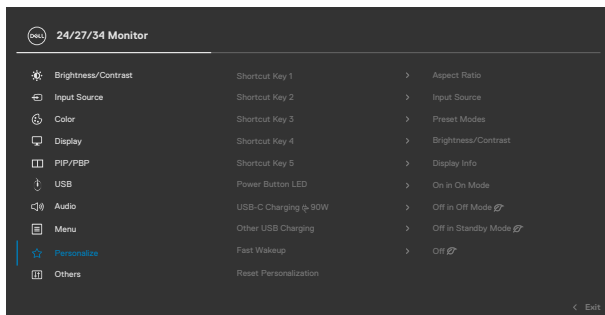 DELL 24/27/34 Monitor
Brightness/Contrast Shortcut Key 1 > Aspect Ratio
Input Source Shortcut Key 2 > Input Source
Color Shortcut Key 3 > Preset Modes
Display Shortcut Key 4 > Brightness/Contrast
PIP/PBP Shortcut Key 5 > Display Info
USB Power Button LED > On in On Mode
Audio USB-C Charging 90W > Off in Off Mode
Menu Other USB Charging > Off in Standby Mode
Personalize Fast Wakeup > Off
Others Reset Personalization
< Exit